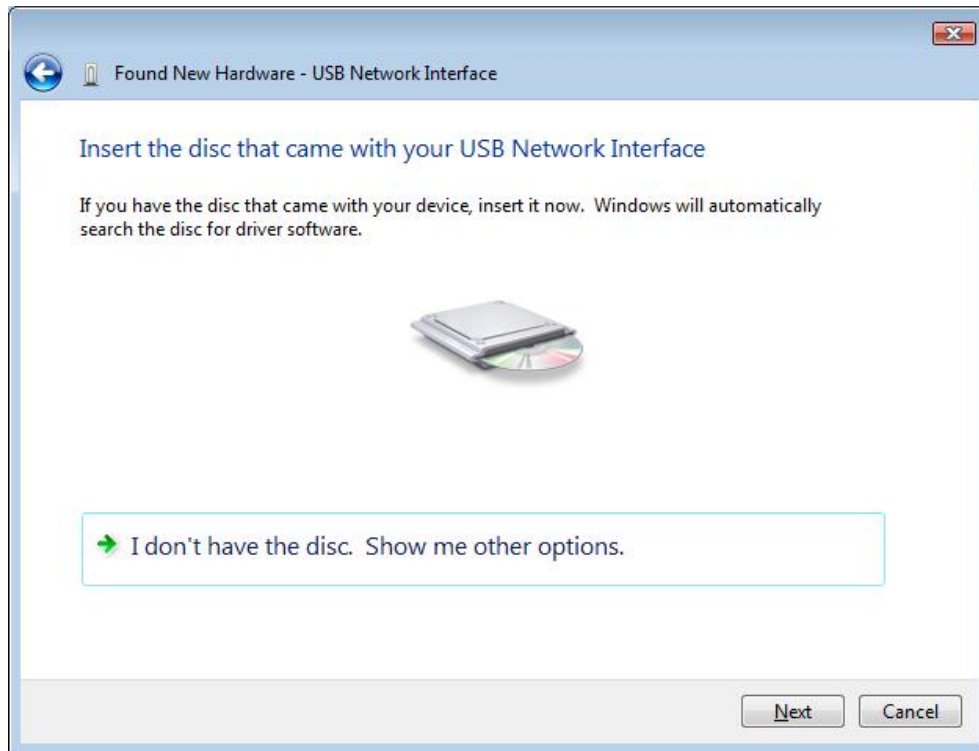 Found New Hardware - USB Network Interface
Insert the disc that came with your USB Network Interface
If you have the disc that came with your device, insert it now.  Windows will automatically
search the disc for driver software.
I don't have the disc.  Show me other options.
Next
Cancel